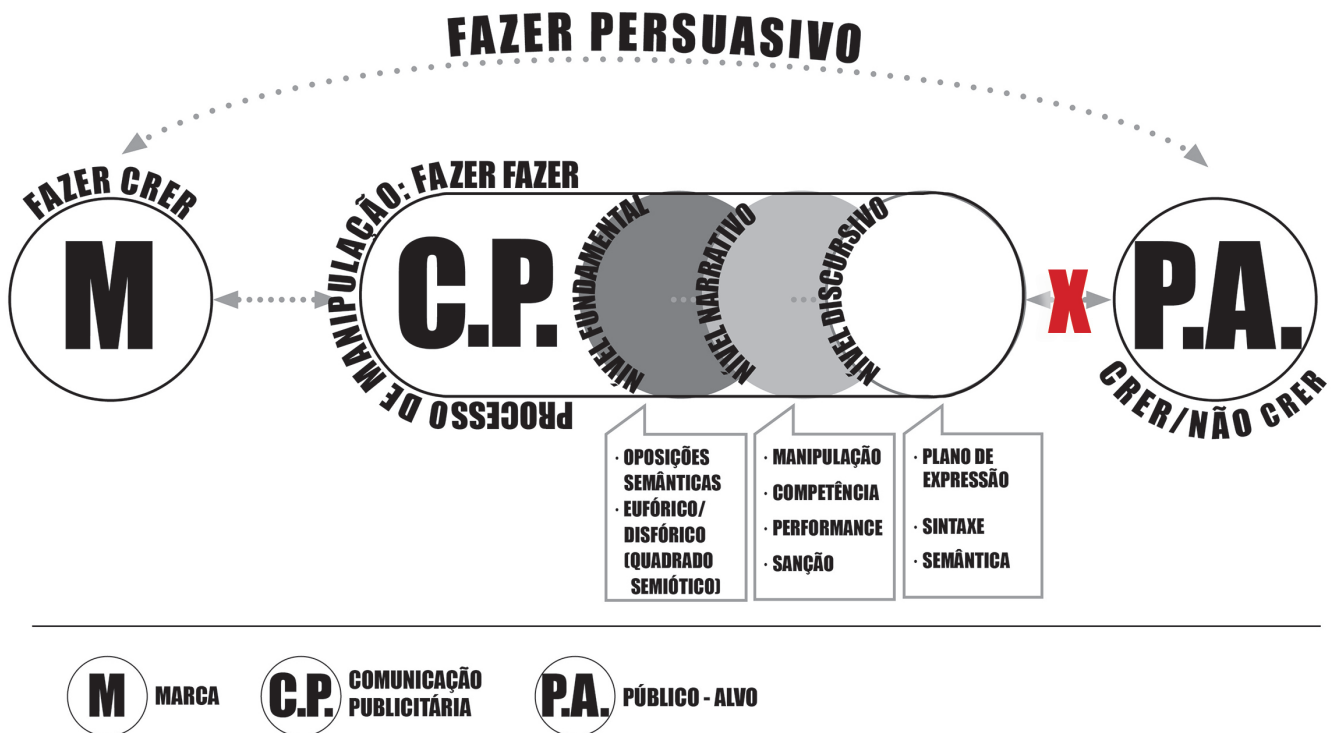 FAZER PERSUASIVO
FAZER CRER
M
PROCESSO DE MANIPULAÇÃO: FAZER FAZER
C.P.
NÍVEL FUNDAMENTAL
NÍVEL NARRATIVO
NÍVEL DISCURSIVO
X
P.A.
CRER/NÃO CRER
· OPOSIÇÕES
SEMÂNTICAS
· EUFÓRICO/
DISFÓRICO
(QUADRADO
SEMIÓTICO)
· MANIPULAÇÃO
· COMPETÊNCIA
· PERFORMANCE
· SANÇÃO
· PLANO DE
EXPRESSÃO
· SINTAXE
· SEMÂNTICA
M MARCA
C.P. COMUNICAÇÃO
PUBLICITÁRIA
P.A. PÚBLICO - ALVO